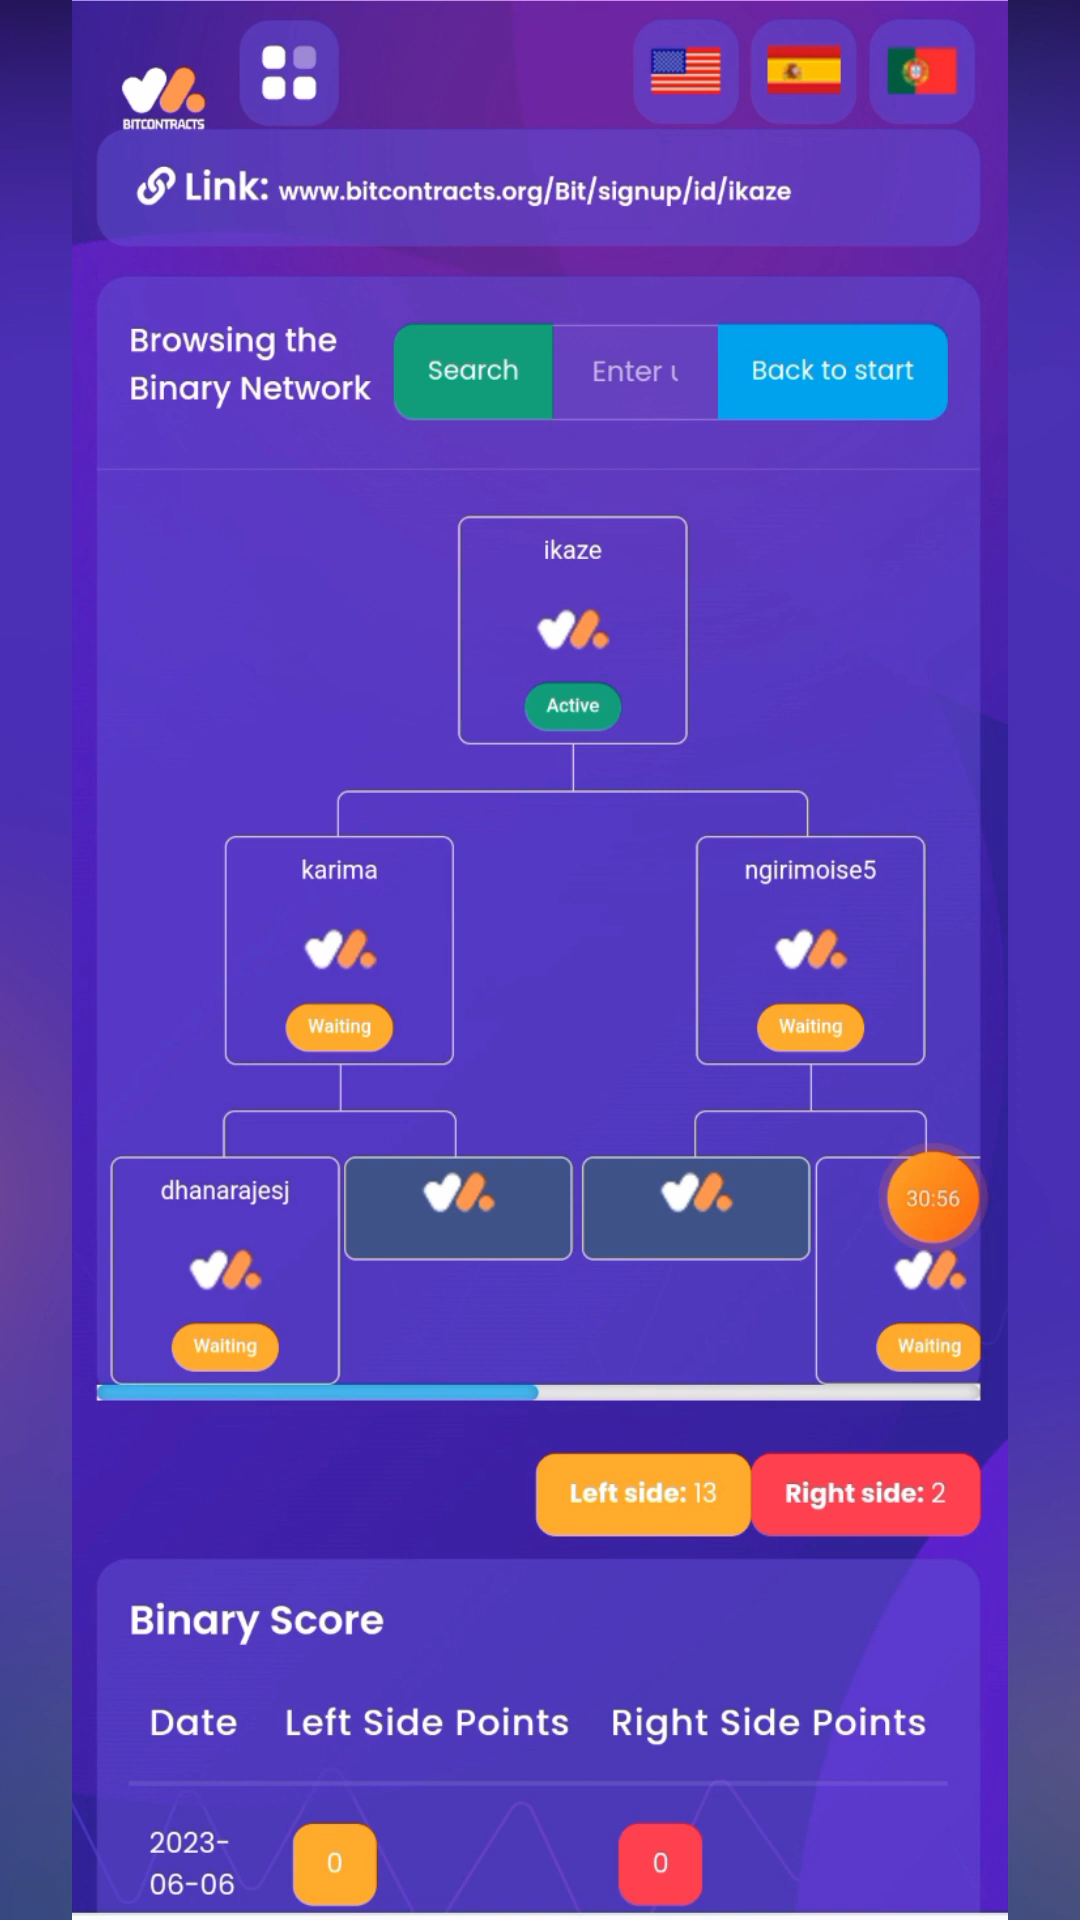 BITCONTRACTS
Link: www.bitcontracts.org/Bit/signup/id/ikaze
Browsing the
Binary Network
Search
Enter u
Back to start
ikaze
Active
karima
ngirimoise5
Waiting
Waiting
dhanarajesj
30:56
Waiting
Waiting
Left side: 13
Right side: 2
Binary Score
Date Left Side Points Right Side Points
2023-
06-06
0
0